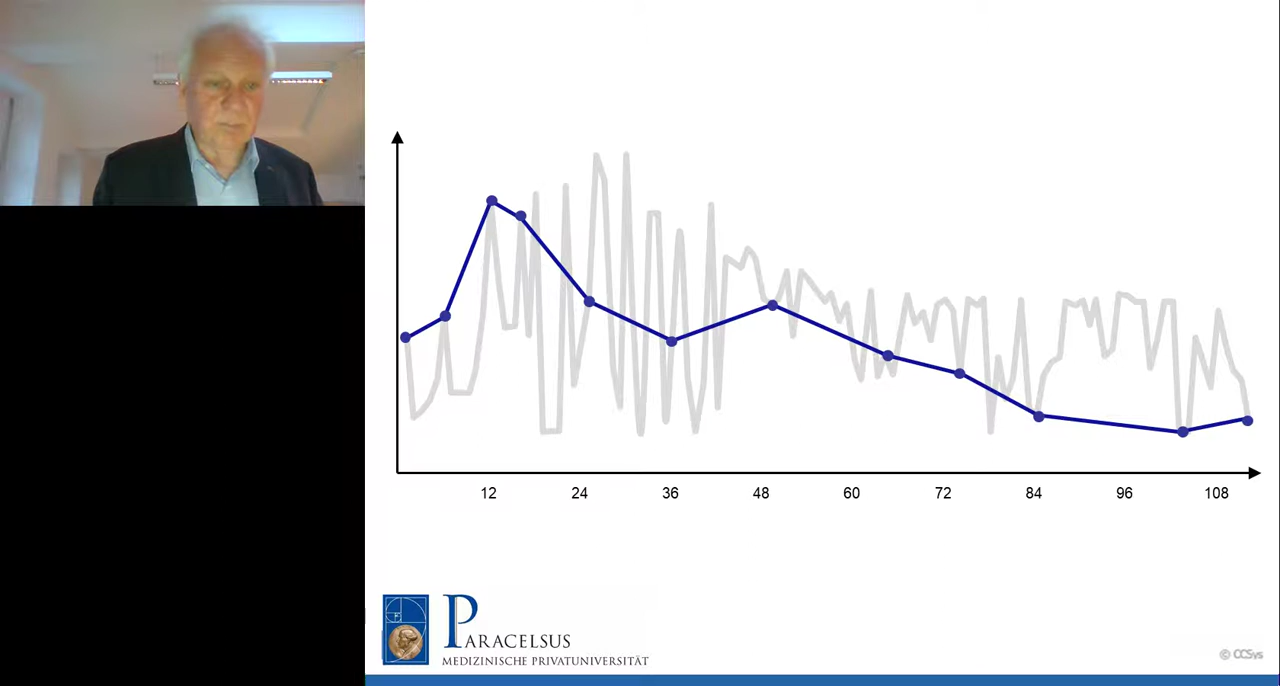 12 24 36 48 60 72 84 96 108
PARACELSUS
MEDIZINISCHE PRIVATUNIVERSITÄT
© CCSys